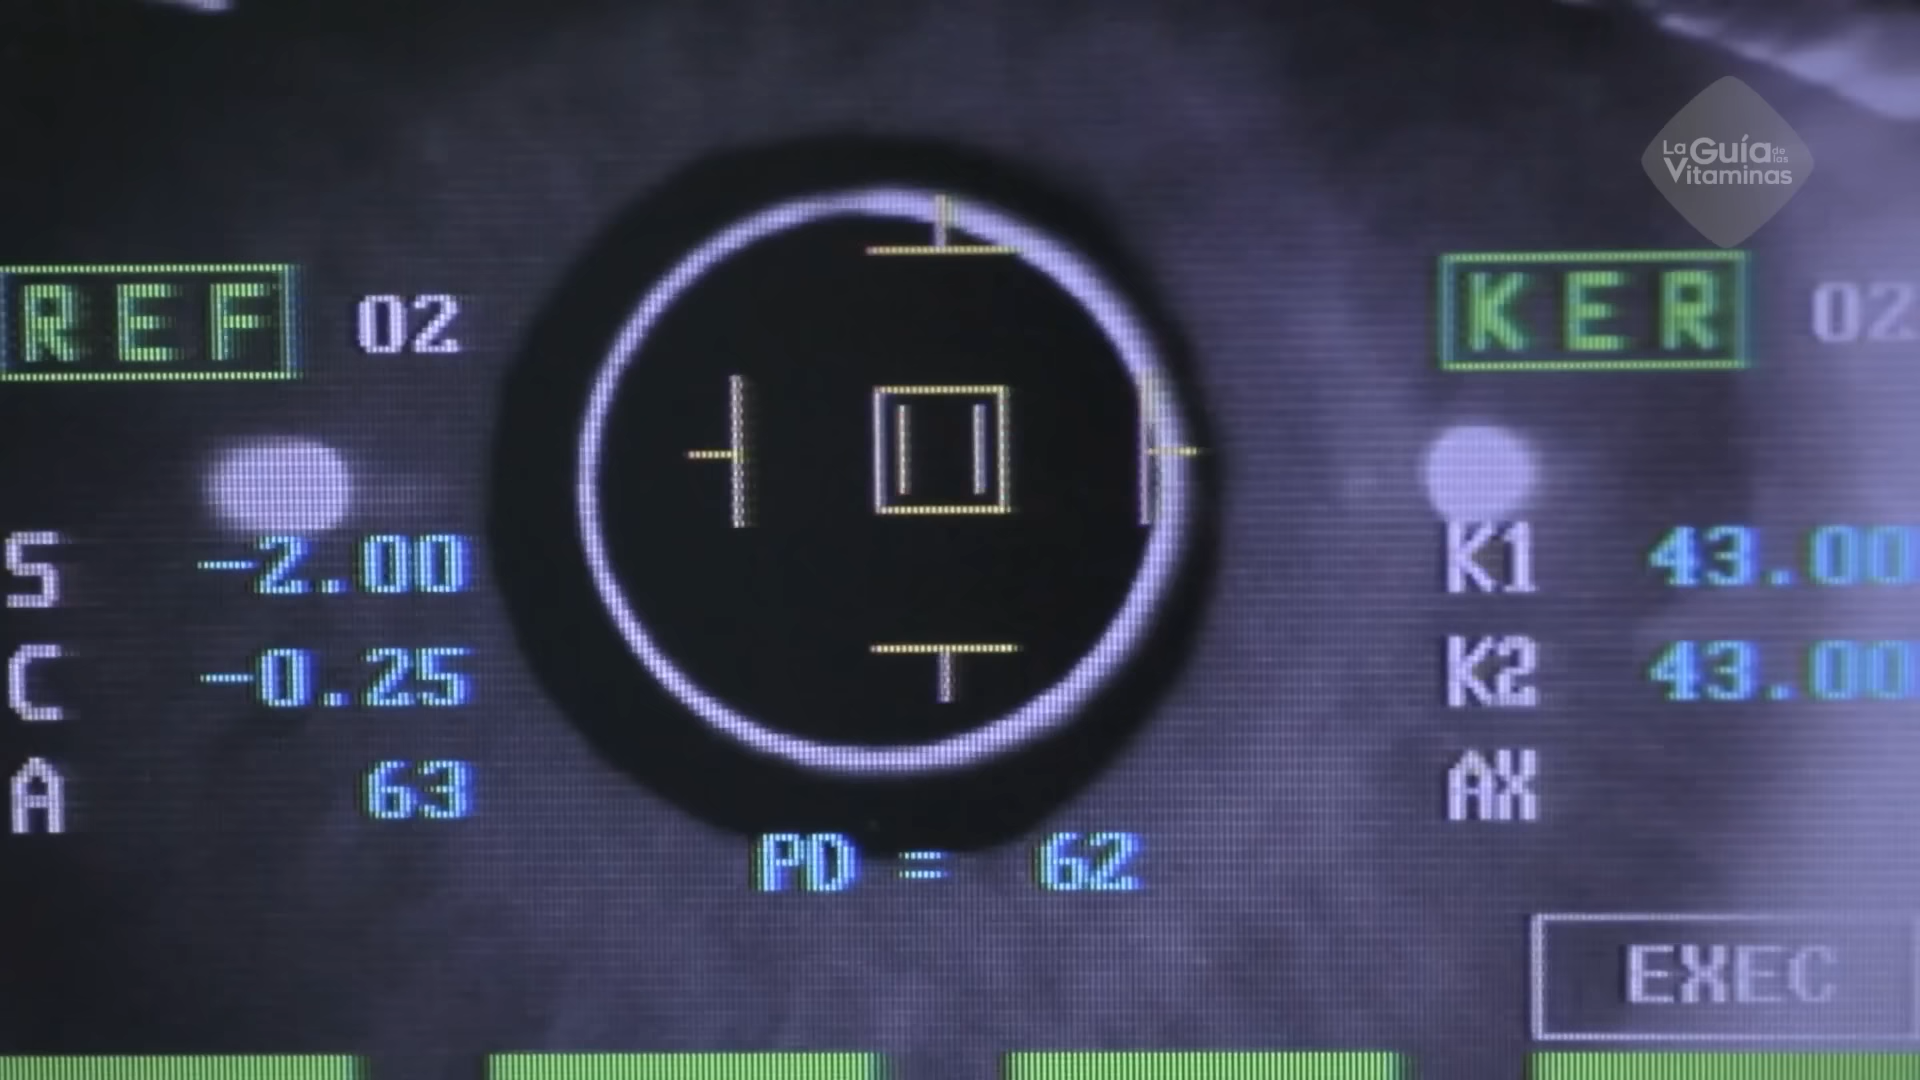 La Guía de las
Vitaminas
REF 02
KER 02
S -2.00
C -0.25
A 63
K1 43.00
K2 43.00
AX
PD = 62
EXEC